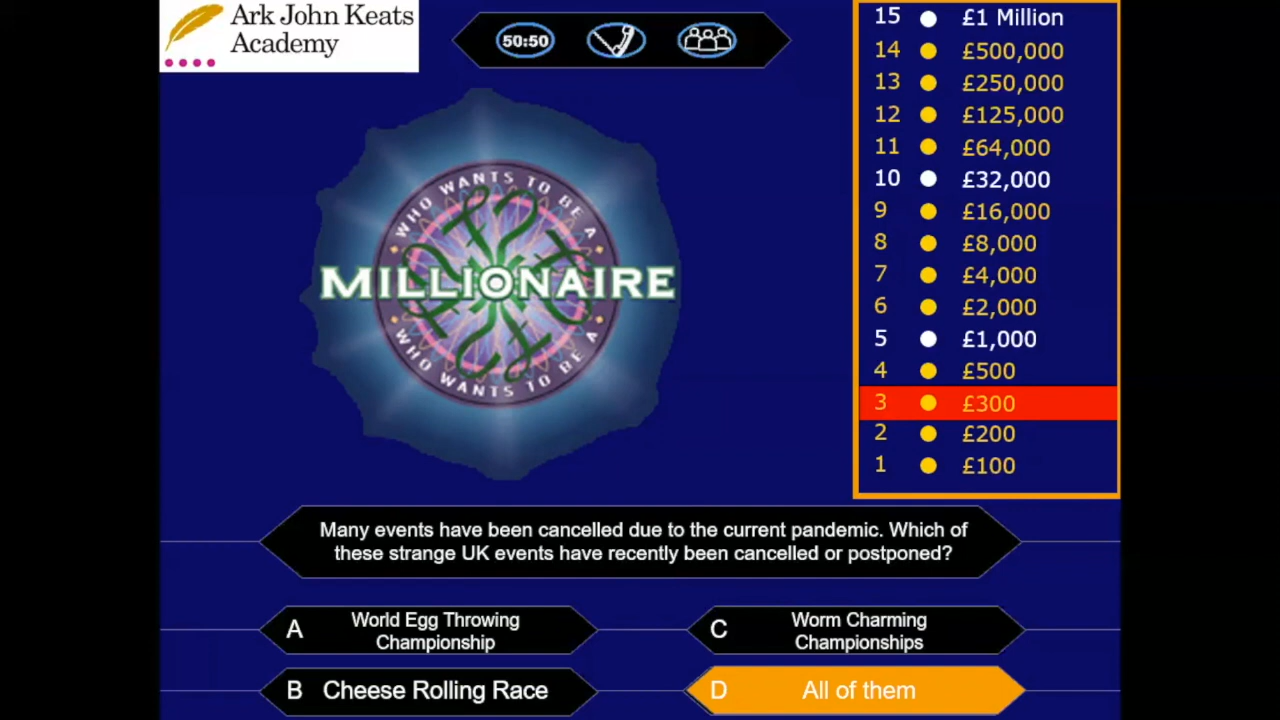 Ark John Keats
Academy
50:50
15 £1 Million
14 £500,000
13 £250,000
12 £125,000
11 £64,000
10 £32,000
9 £16,000
8 £8,000
7 £4,000
6 £2,000
5 £1,000
4 £500
3 £300
2 £200
1 £100
WHO WANTS TO BE A
MILLIONAIRE
WHO WANTS TO BE A
Many events have been cancelled due to the current pandemic. Which of
these strange UK events have recently been cancelled or postponed?
A World Egg Throwing
Championship
C Worm Charming
Championships
B Cheese Rolling Race
D All of them